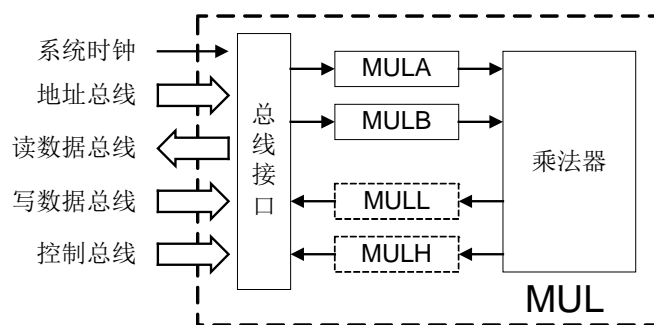 系统时钟
地址总线
读数据总线
写数据总线
控制总线
总线接口
MULA
MULB
MULL
MULH
乘法器
MUL